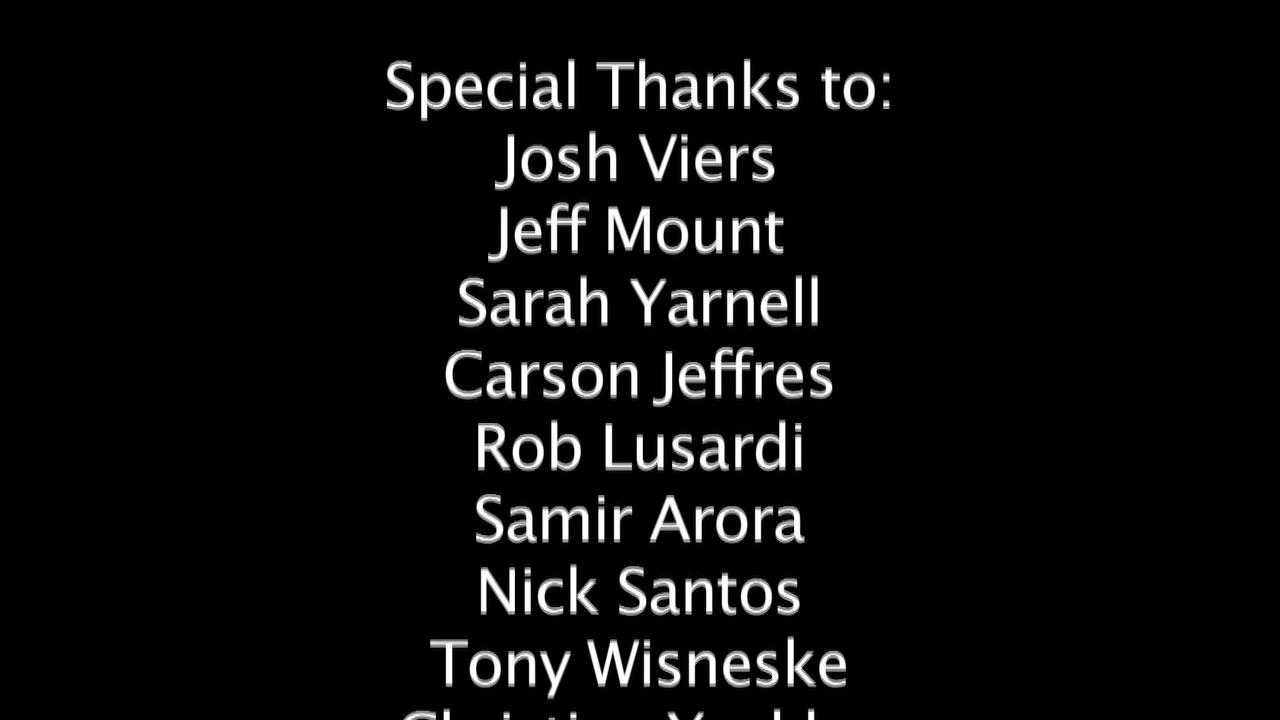 Special Thanks to:
Josh Viers
Jeff Mount
Sarah Yarnell
Carson Jeffres
Rob Lusardi
Samir Arora
Nick Santos
Tony Wisneske